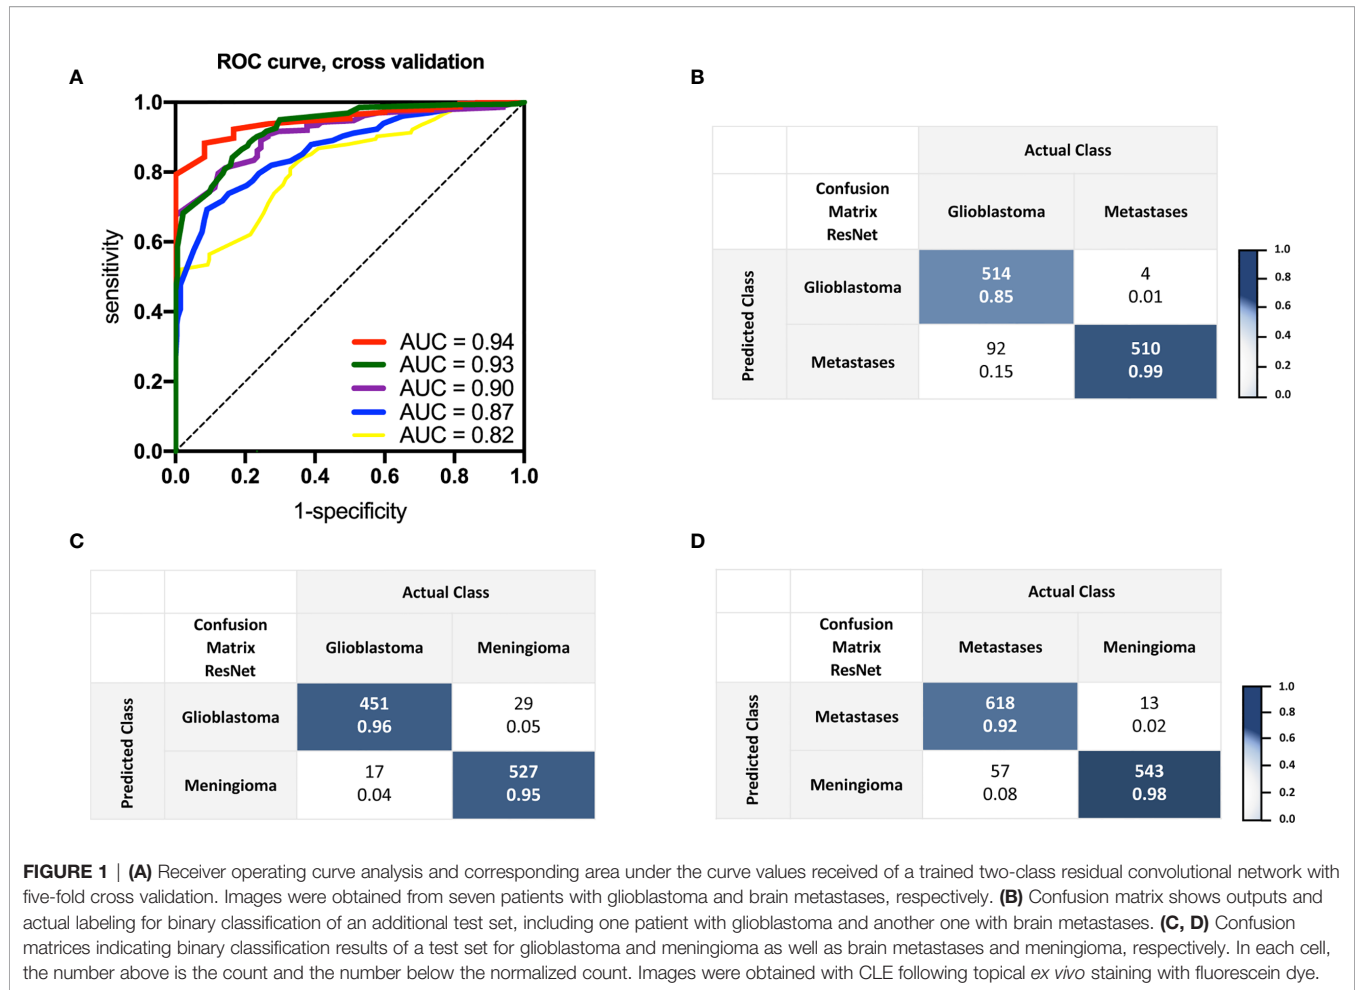 A
ROC curve, cross validation
1.0
0.8
0.6
0.4
0.2
0.0
sensitivity
AUC = 0.94
AUC = 0.93
AUC = 0.90
AUC = 0.87
AUC = 0.82
0.0 0.2 0.4 0.6 0.8 1.0
1-specificity
B
Actual Class
Confusion
Matrix
ResNet
Glioblastoma Metastases
Predicted Class
Glioblastoma
514 4
0.85 0.01
Metastases
92 510
0.15 0.99
1.0
0.8
0.6
0.4
0.2
0.0
C
Actual Class
Confusion
Matrix
ResNet
Glioblastoma Meningioma
Predicted Class
Glioblastoma
451 29
0.96 0.05
Meningioma
17 527
0.04 0.95
D
Actual Class
Confusion
Matrix
ResNet
Metastases Meningioma
Predicted Class
Metastases
618 13
0.92 0.02
Meningioma
57 543
0.08 0.98
1.0
0.8
0.6
0.4
0.2
0.0
FIGURE 1 | (A) Receiver operating curve analysis and corresponding area under the curve values received of a trained two-class residual convolutional network with
five-fold cross validation. Images were obtained from seven patients with glioblastoma and brain metastases, respectively. (B) Confusion matrix shows outputs and
actual labeling for binary classification of an additional test set, including one patient with glioblastoma and another one with brain metastases. (C, D) Confusion
matrices indicating binary classification results of a test set for glioblastoma and meningioma as well as brain metastases and meningioma, respectively. In each cell,
the number above is the count and the number below the normalized count. Images were obtained with CLE following topical ex vivo staining with fluorescein dye.